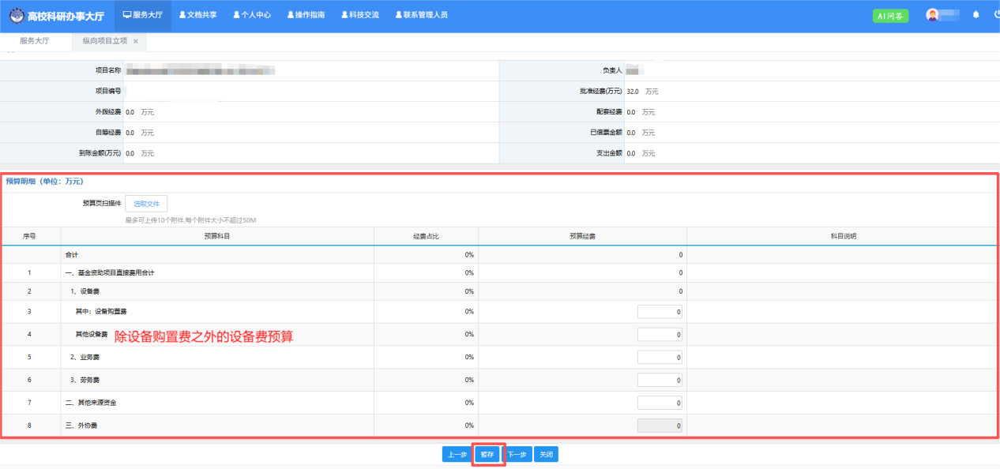 高校科研办事大厅 服务大厅 文档共享 个人中心 操作指南 科技交流 联系管理人员 AI问答
服务大厅 纵向项目立项 ×
项目名称 负责人
项目编号 批准经费(万元) 32.0 万元
外拨经费 0.0 万元 配套经费 0.0 万元
自筹经费 0.0 万元 已借票金额 0.0 万元
到账金额(万元) 0.0 万元 支出金额 0.0 万元
预算明细（单位：万元）
预算页扫描件 选取文件
最多可上传10个附件,每个附件大小不超过50M
序号 预算科目 经费占比 预算经费 科目说明
合计 0% 0
1 一、基金资助项目直接费用合计 0% 0
2 1、设备费 0% 0
3 其中：设备购置费 0% 0
4 其他设备费 除设备购置费之外的设备费预算 0% 0
5 2、业务费 0% 0
6 3、劳务费 0% 0
7 二、其他来源资金 0% 0
8 三、外协费 0% 0
上一步 暂存 下一步 关闭